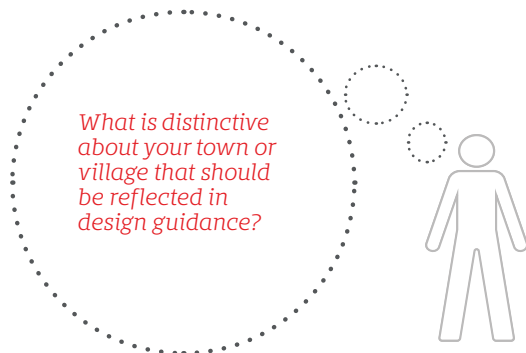 What is distinctive
about your town or
village that should
be reflected in
design guidance?